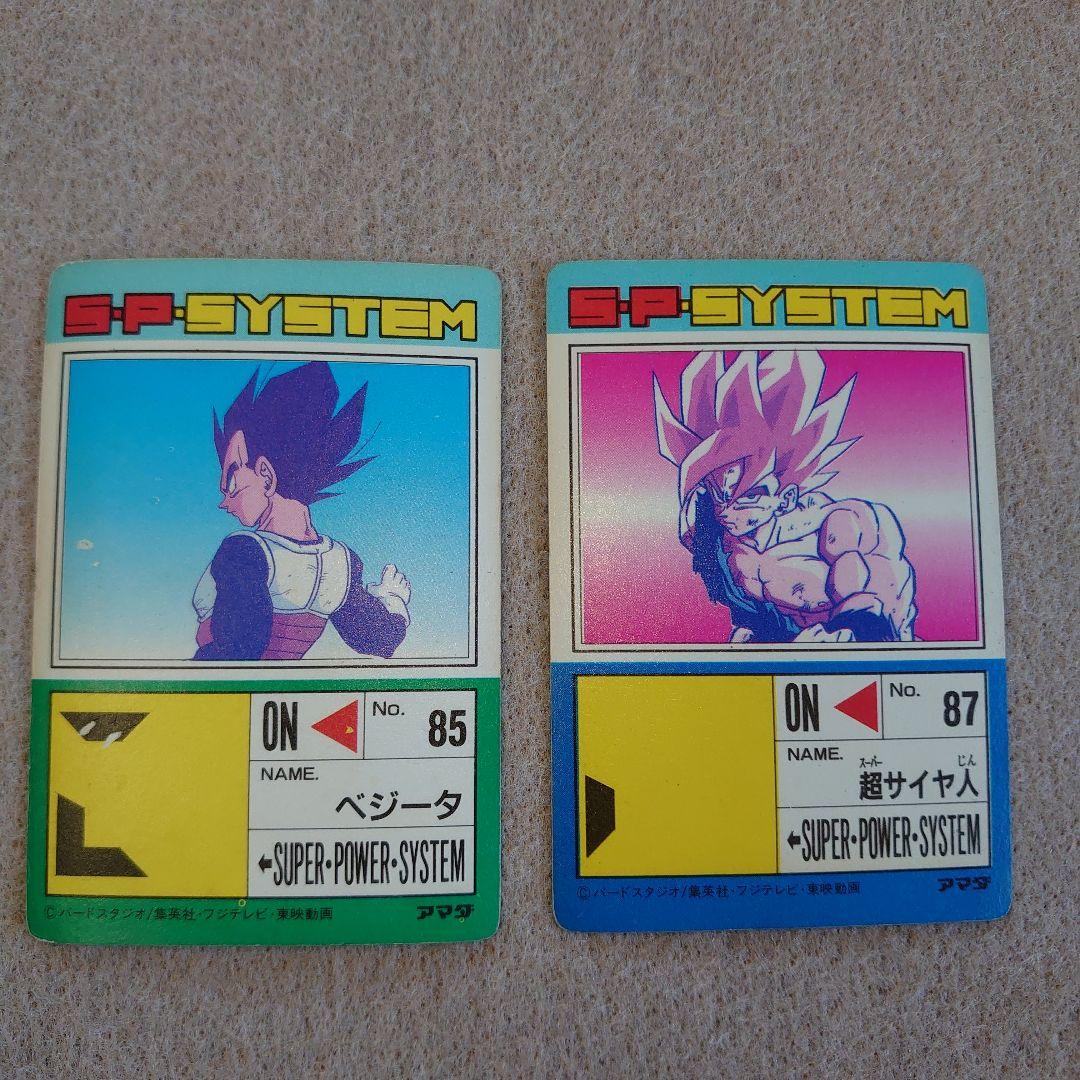 S·P·SYSTEM
ON
No.
85
NAME.
ベジータ
←SUPER·POWER·SYSTEM
©バードスタジオ/集英社・フジテレビ・東映動画
アマダ
S·P·SYSTEM
ON
No.
87
NAME.
スーパー じん
超サイヤ人
←SUPER·POWER·SYSTEM
©バードスタジオ/集英社・フジテレビ・東映動画
アマダ